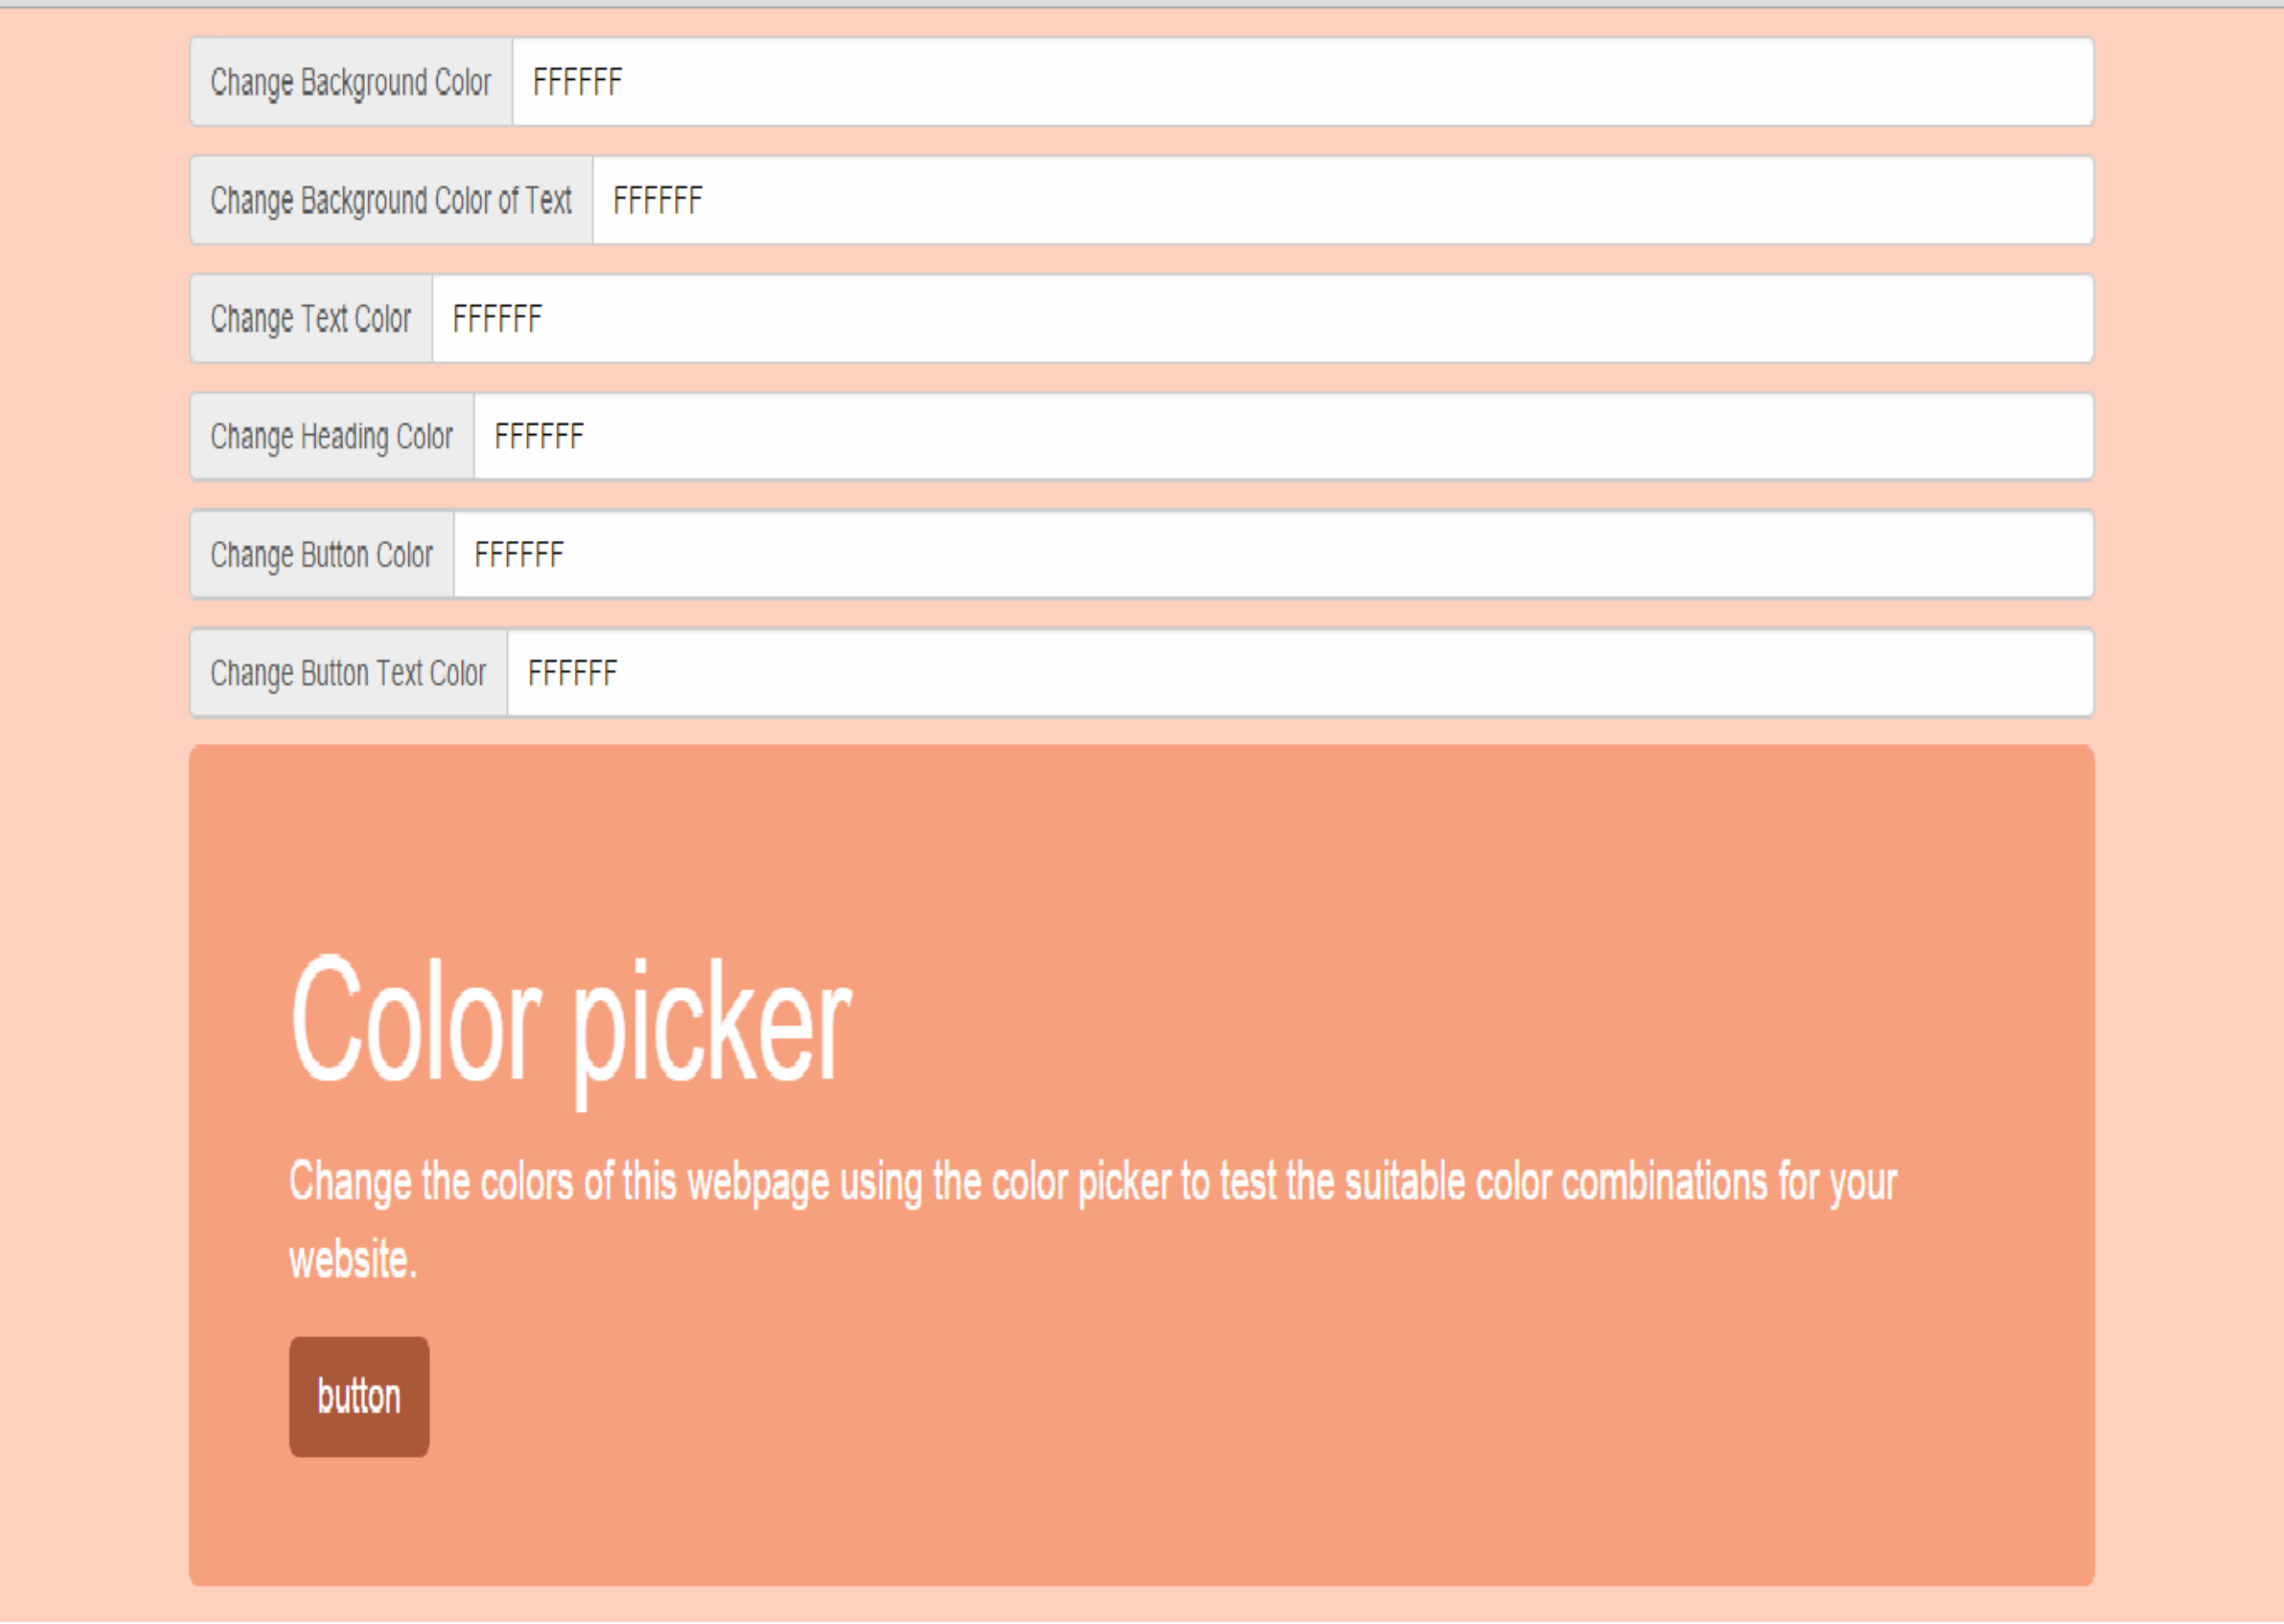 Change Background Color FFFFFF
Change Background Color of Text FFFFFF
Change Text Color FFFFFF
Change Heading Color FFFFFF
Change Button Color FFFFFF
Change Button Text Color FFFFFF
Color picker
Change the colors of this webpage using the color picker to test the suitable color combinations for your
website.
button